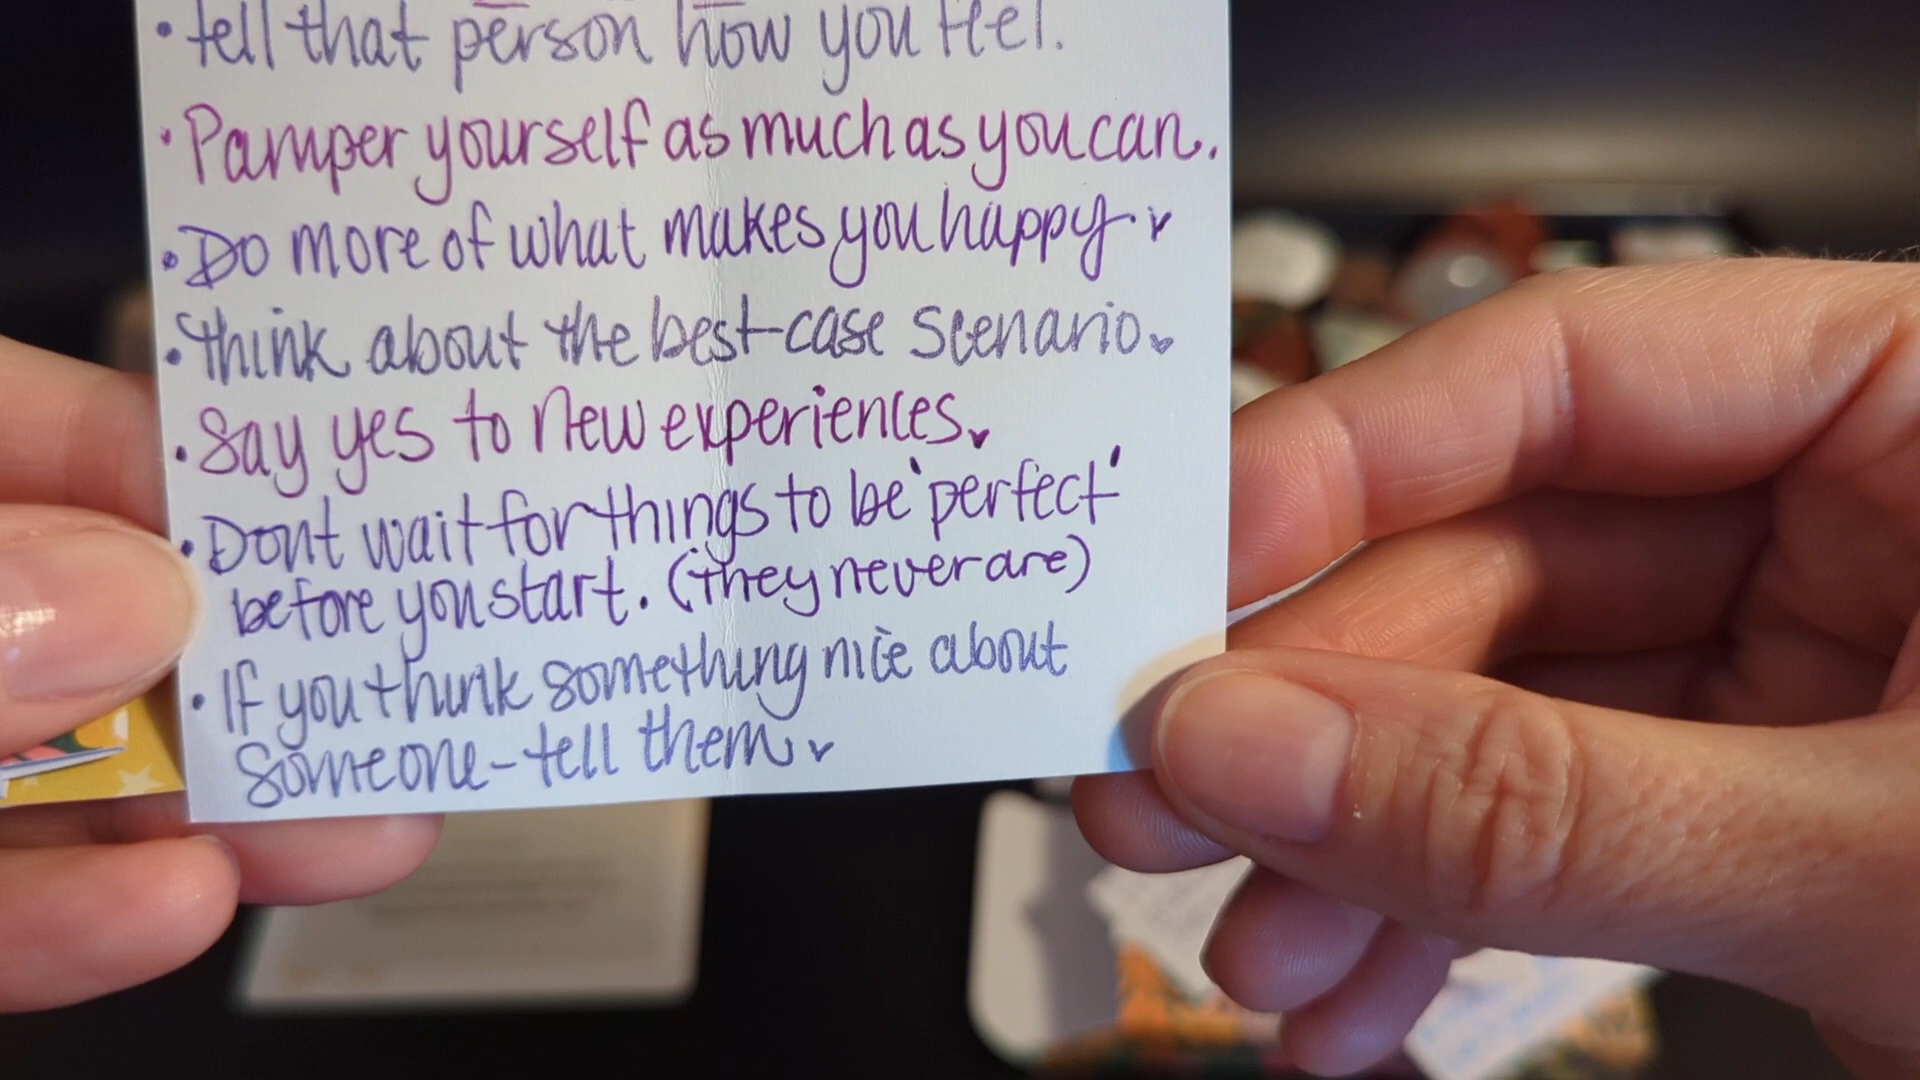 • tell that person how you feel.
• Pamper yourself as much as you can.
• Do more of what makes you happy.
• think about the best-case scenario.
• Say yes to new experiences.
• Dont wait for things to be 'perfect'
before you start. (they never are)
• If you think something nice about
someone - tell them